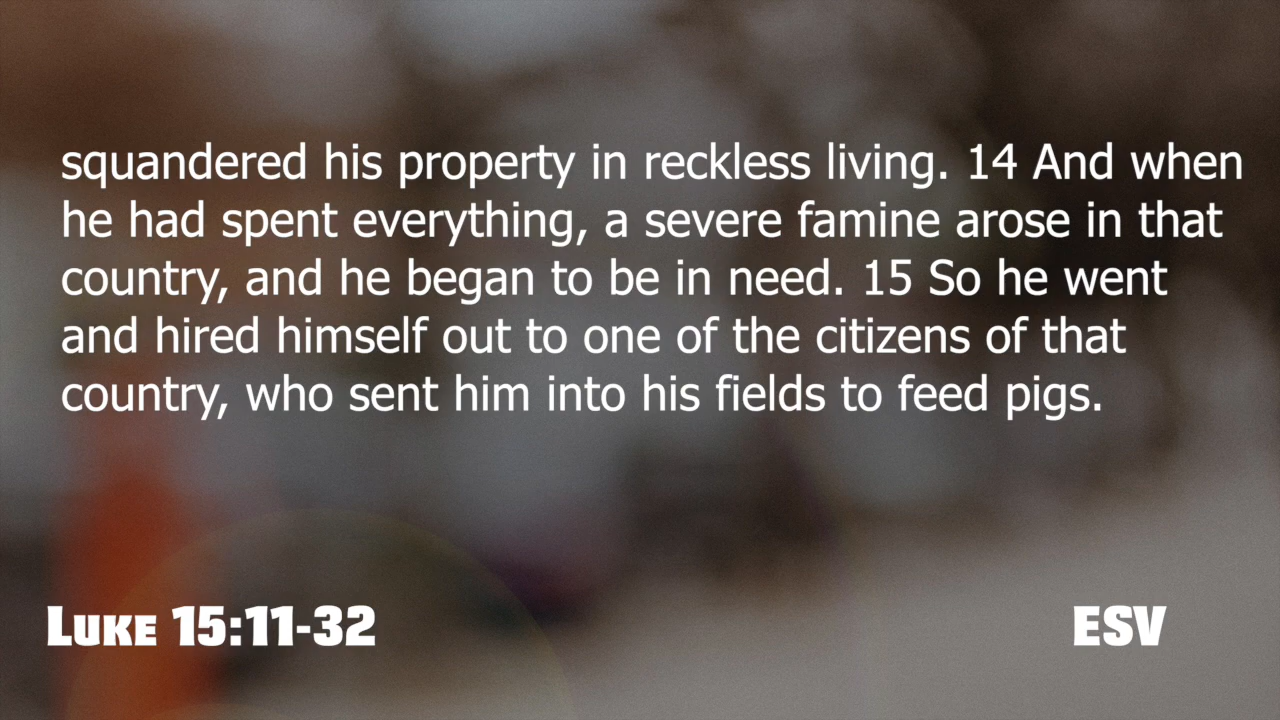 squandered his property in reckless living. 14 And when
he had spent everything, a severe famine arose in that
country, and he began to be in need. 15 So he went
and hired himself out to one of the citizens of that
country, who sent him into his fields to feed pigs.
Luke 15:11-32
ESV